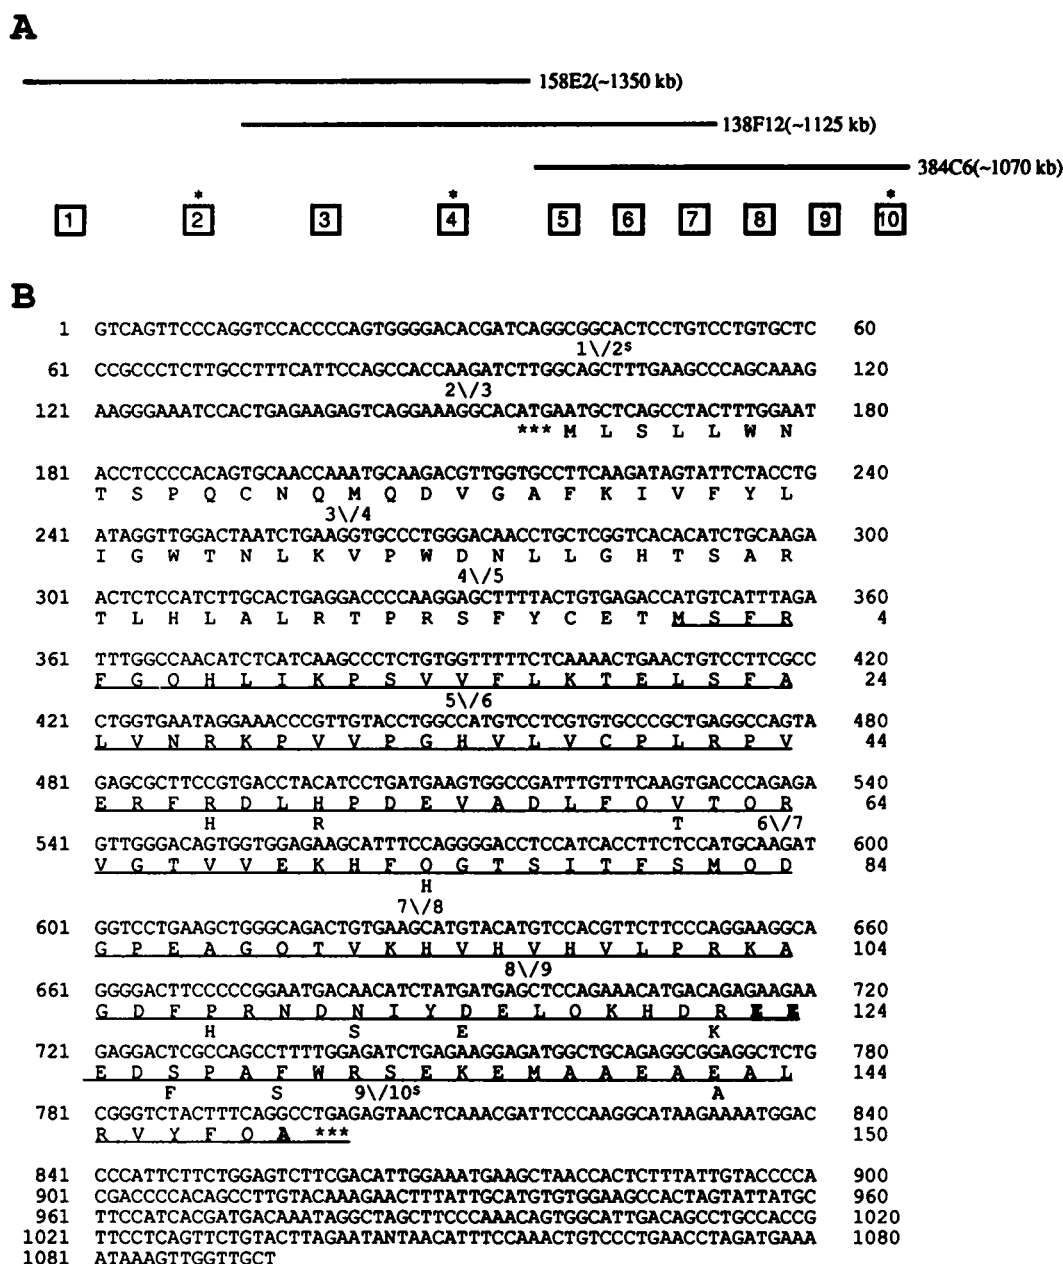 A
158E2(~1350 kb)
138F12(~1125 kb)
384C6(~1070 kb)
* * *
1 2 3 4 5 6 7 8 9 10
B
1 GTCAGTTCCCAGGTCCACCCCAGTGGGGACACGATCAGGCGGCACTCCTGTCCTGTGCTC 60
1\/2s
61 CCGCCCTCTTGCCTTTCATTCCAGCCACCAAGATCTTGGCAGCTTTGAAGCCCAGCAAAG 120
2\/3
121 AAGGGAAATCCACTGAGAAGAGTCAGGAAAGGCACATGAATGCTCAGCCTACTTTGGAAT 180
*** M L S L L W N
181 ACCTCCCCACAGTGCAACCAAATGCAAGACGTTGGTGCCTTCAAGATAGTATTCTACCTG 240
T S P Q C N Q M Q D V G A F K I V F Y L
3\/4
241 ATAGGTTGGACTAATCTGAAGGTGCCCTGGGACAACCTGCTCGGTCACACATCTGCAAGA 300
I G W T N L K V P W D N L L G H T S A R
4\/5
301 ACTCTCCATCTTGCACTGAGGACCCCAAGGAGCTTTTACTGTGAGACCATGTCATTTAGA 360
T L H L A L R T P R S F Y C E T M S F R 4
361 TTTGGCCAACATCTCATCAAGCCCTCTGTGGTTTTTCTCAAAACTGAACTGTCCTTCGCC 420
F G Q H L I K P S V V F L K T E L S F A 24
5\/6
421 CTGGTGAATAGGAAACCCGTTGTACCTGGCCATGTCCTCGTGTGCCCGCTGAGGCCAGTA 480
L V N R K P V V P G H V L V C P L R P V 44
481 GAGCGCTTCCGTGACCTACATCCTGATGAAGTGGCCGATTTGTTTCAAGTGACCCAGAGA 540
E R F R D L H P D E V A D L F Q V T Q R 64
H R T 6\/7
541 GTTGGGACAGTGGTGGAGAAGCATTTCCAGGGGACCTCCATCACCTTCTCCATGCAAGAT 600
V G T V V E K H F Q G T S I T F S M Q D 84
H
7\/8
601 GGTCCTGAAGCTGGGCAGACTGTGAAGCATGTACATGTCCACGTTCTTCCCAGGAAGGCA 660
G P E A G Q T V K H V H V H V L P R K A 104
8\/9
661 GGGGACTTCCCCCGGAATGACAACATCTATGATGAGCTCCAGAAACATGACAGAGAAGAA 720
G D F P R N D N I Y D E L Q K H D R E E 124
H S E K
721 GAGGACTCGCCAGCCTTTTGGAGATCTGAGAAGGAGATGGCTGCAGAGGCGGAGGCTCTG 780
E D S P A F W R S E K E M A A E A E A L 144
F S 9\/10s A
781 CGGGTCTACTTTCAGGCCTGAGAGTAACTCAAACGATTCCCAAGGCATAAGAAAATGGAC 840
R V Y F Q A *** 150
841 CCCATTCTTCTGGAGTCTTCGACATTGGAAATGAAGCTAACCACTCTTTATTGTACCCCA 900
901 CGACCCCACAGCCTTGTACAAAGAACTTTATTGCATGTGTGGAAGCCACTAGTATTATGC 960
961 TTCCATCACGATGACAAATAGGCTAGCTTCCCAAACAGTGGCATTGACAGCCTGCCACCG 1020
1021 TTCCTCAGTTCTGTACTTAGAATANTAACATTTCCAAACTGTCCCTGAACCTAGATGAAA 1080
1081 ATAAAGTTGGTTGCT